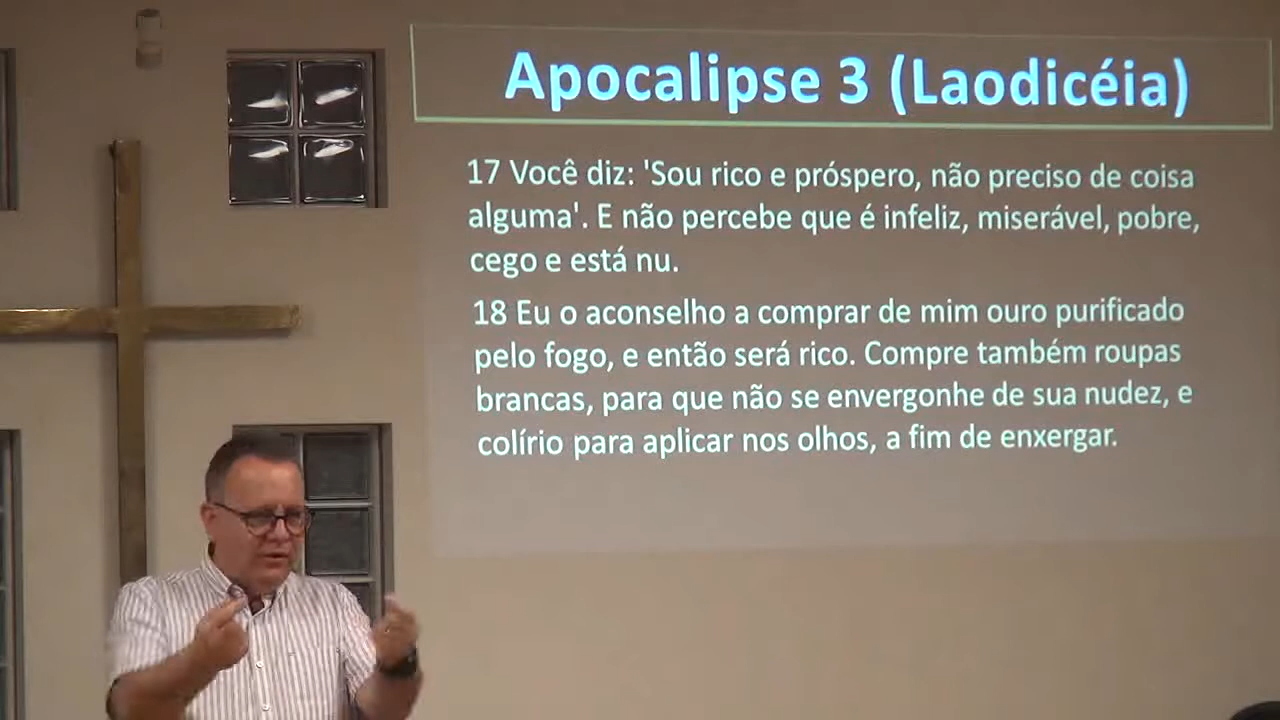 Apocalipse 3 (Laodicéia)
17 Você diz: 'Sou rico e próspero, não preciso de coisa
alguma'. E não percebe que é infeliz, miserável, pobre,
cego e está nu.
18 Eu o aconselho a comprar de mim ouro purificado
pelo fogo, e então será rico. Compre também roupas
brancas, para que não se envergonhe de sua nudez, e
colírio para aplicar nos olhos, a fim de enxergar.